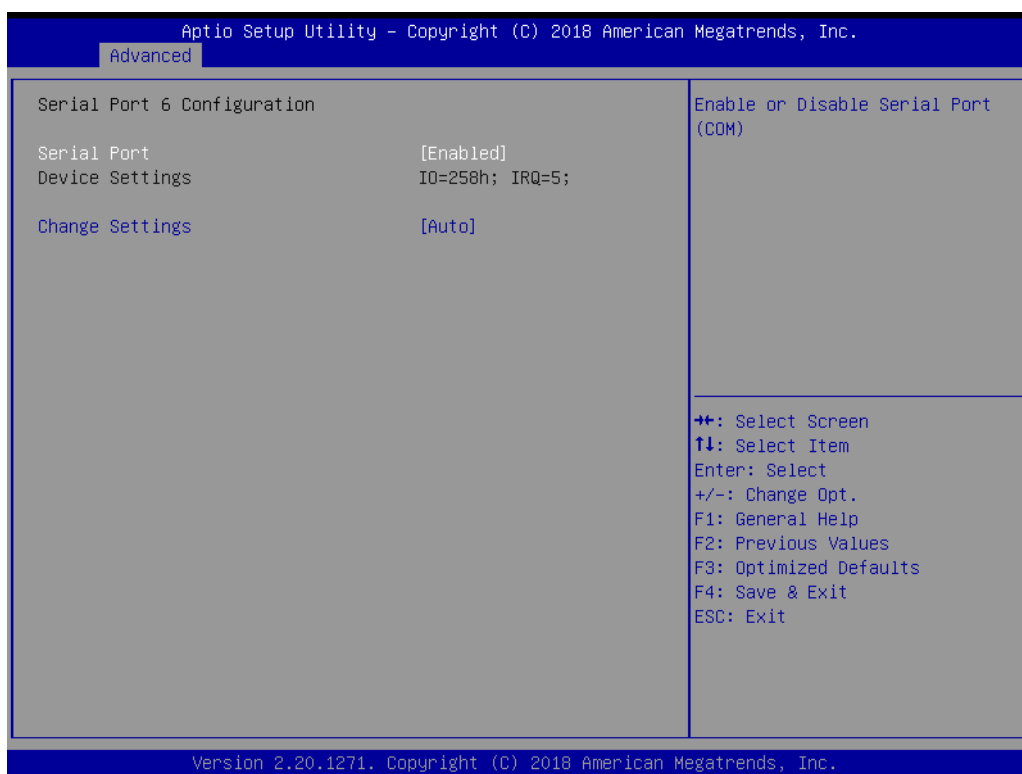 Aptio Setup Utility – Copyright (C) 2018 American Megatrends, Inc.
Advanced
Serial Port 6 Configuration
Serial Port [Enabled]
Device Settings IO=258h; IRQ=5;
Change Settings [Auto]
Enable or Disable Serial Port
(COM)
→←: Select Screen
↑↓: Select Item
Enter: Select
+/-: Change Opt.
F1: General Help
F2: Previous Values
F3: Optimized Defaults
F4: Save & Exit
ESC: Exit
Version 2.20.1271. Copyright (C) 2018 American Megatrends, Inc.